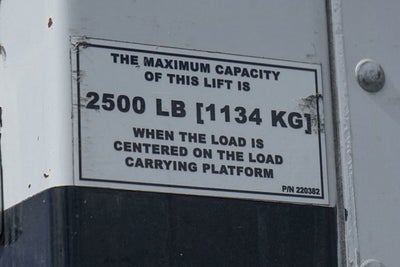 THE MAXIMUM CAPACITY
OF THIS LIFT IS
2500 LB [1134 KG]
WHEN THE LOAD IS
CENTERED ON THE LOAD
CARRYING PLATFORM
P/N 220382